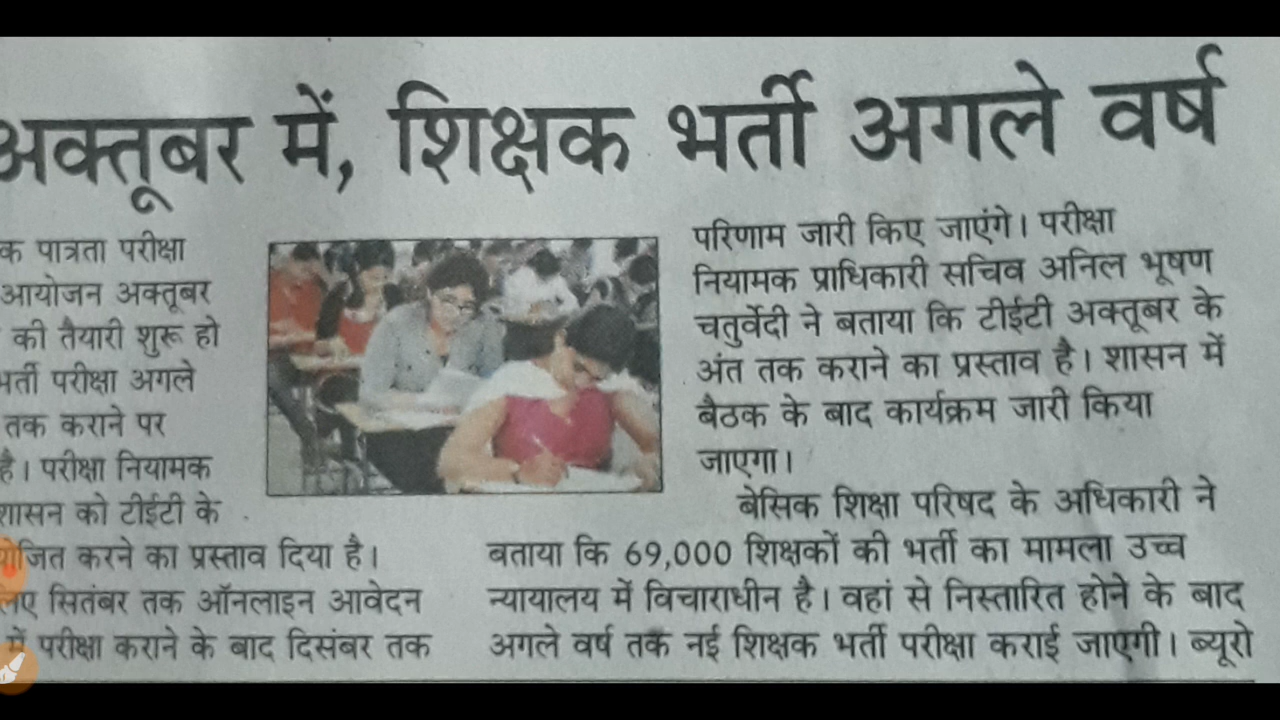 अक्तूबर में, शिक्षक भर्ती अगले वर्ष
पात्रता परीक्षा
आयोजन अक्तूबर
की तैयारी शुरू हो
भर्ती परीक्षा अगले
तक कराने पर
है। परीक्षा नियामक
शासन को टीईटी के
करने का प्रस्ताव दिया है।
सितंबर तक ऑनलाइन आवेदन
में परीक्षा कराने के बाद दिसंबर तक
परिणाम जारी किए जाएंगे। परीक्षा
नियामक प्राधिकारी सचिव अनिल भूषण
चतुर्वेदी ने बताया कि टीईटी अक्तूबर के
अंत तक कराने का प्रस्ताव है। शासन में
बैठक के बाद कार्यक्रम जारी किया
जाएगा।
बेसिक शिक्षा परिषद के अधिकारी ने
बताया कि 69,000 शिक्षकों की भर्ती का मामला उच्च
न्यायालय में विचाराधीन है। वहां से निस्तारित होने के बाद
अगले वर्ष तक नई शिक्षक भर्ती परीक्षा कराई जाएगी। ब्यूरो